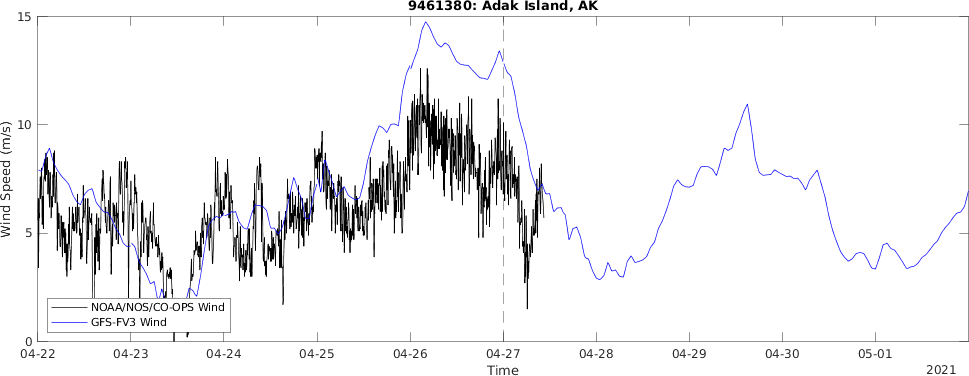 9461380: Adak Island, AK
Wind Speed (m/s)
15
10
5
0
NOAA/NOS/CO-OPS Wind
GFS-FV3 Wind
04-22 04-23 04-24 04-25 04-26 04-27 04-28 04-29 04-30 05-01
Time
2021